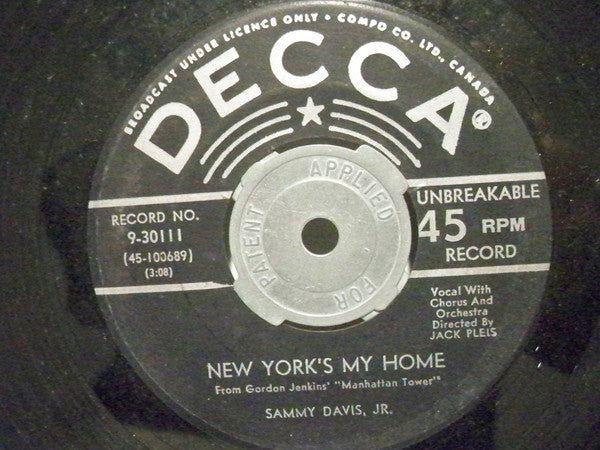 BROADCAST UNDER LICENCE ONLY • COMPO CO. LTD., CANADA
DECCA®
PATENT APPLIED FOR
RECORD NO.
9-30111
(45-100689)
(3:08)
UNBREAKABLE
45 RPM
RECORD
Vocal With
Chorus And
Orchestra
Directed By
JACK PLEIS
NEW YORK'S MY HOME
From Gordon Jenkins' "Manhattan Tower"
SAMMY DAVIS, JR.